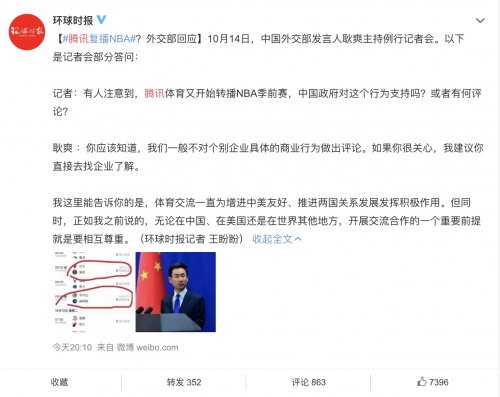 环球时报
环球时报
【#腾讯复播NBA#？外交部回应】10月14日，中国外交部发言人耿爽主持例行记者会。以下
是记者会部分答问：
记者：有人注意到，腾讯体育又开始转播NBA季前赛，中国政府对这个行为支持吗？或者有何评
论？
耿爽 ：你应该知道，我们一般不对个别企业具体的商业行为做出评论。如果你很关心，我建议你
直接去找企业了解。
我这里能告诉你的是，体育交流一直为增进中美友好、推进两国关系发展发挥积极作用。但同
时，正如我之前说的，无论在中国、在美国还是在世界其他地方，开展交流合作的一个重要前提
就是要相互尊重。（环球时报记者 王盼盼） 收起全文
今天20:10 来自 微博 weibo.com
收藏
转发 352
评论 863
7396